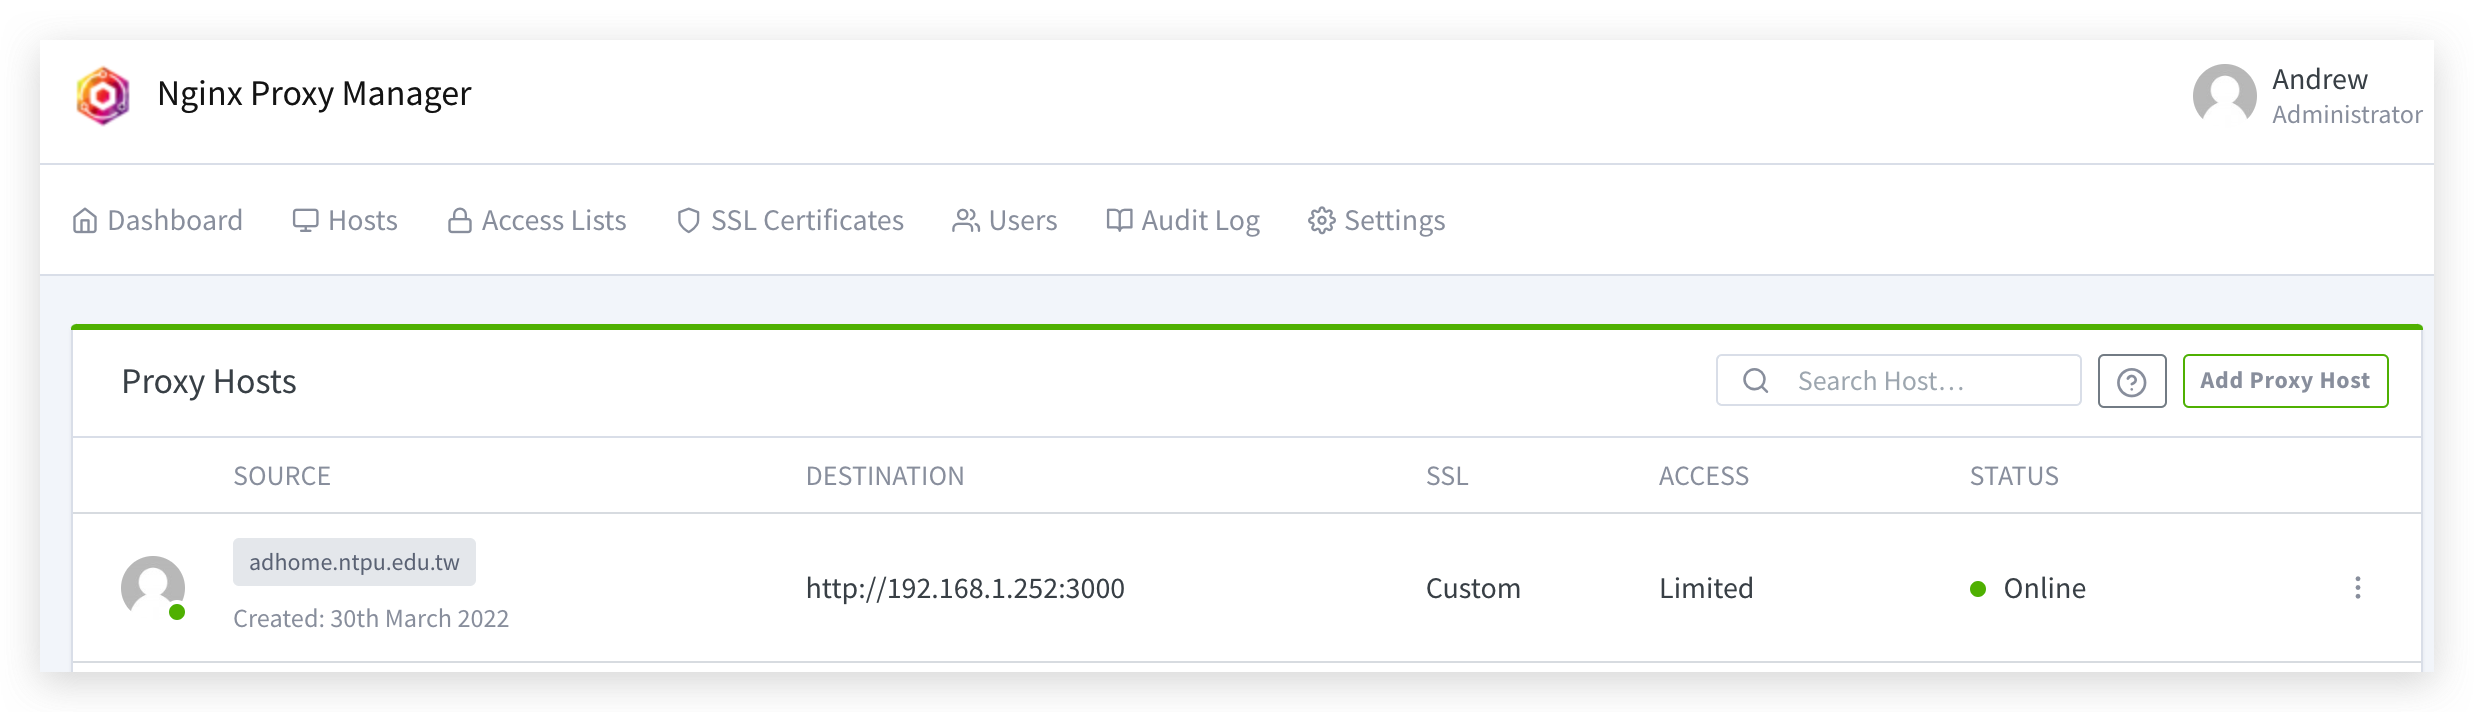 Nginx Proxy Manager
Andrew
Administrator
Dashboard Hosts Access Lists SSL Certificates Users Audit Log Settings
Proxy Hosts
Search Host…
Add Proxy Host
SOURCE DESTINATION SSL ACCESS STATUS
adhome.ntpu.edu.tw
http://192.168.1.252:3000 Custom Limited Online
Created: 30th March 2022